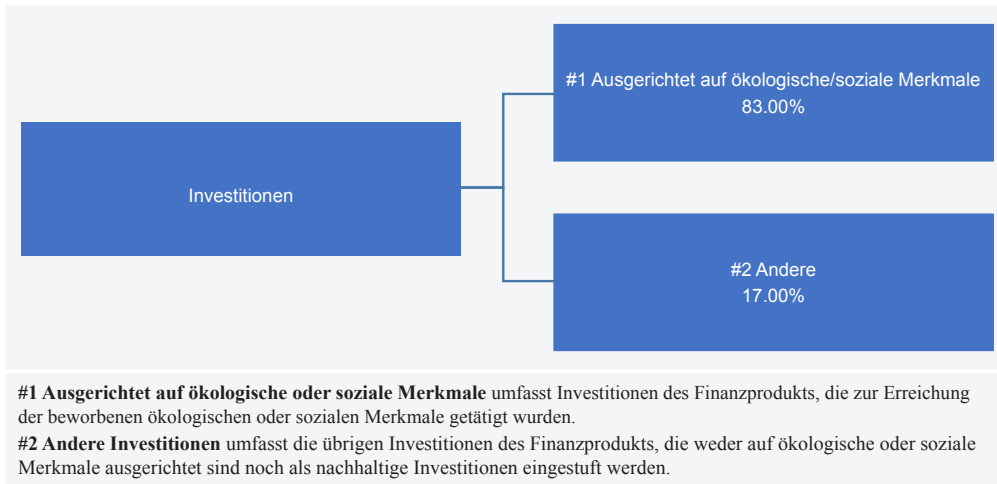 #1 Ausgerichtet auf ökologische/soziale Merkmale
83.00%
Investitionen
#2 Andere
17.00%
#1 Ausgerichtet auf ökologische oder soziale Merkmale umfasst Investitionen des Finanzprodukts, die zur Erreichung
der beworbenen ökologischen oder sozialen Merkmale getätigt wurden.
#2 Andere Investitionen umfasst die übrigen Investitionen des Finanzprodukts, die weder auf ökologische oder soziale
Merkmale ausgerichtet sind noch als nachhaltige Investitionen eingestuft werden.